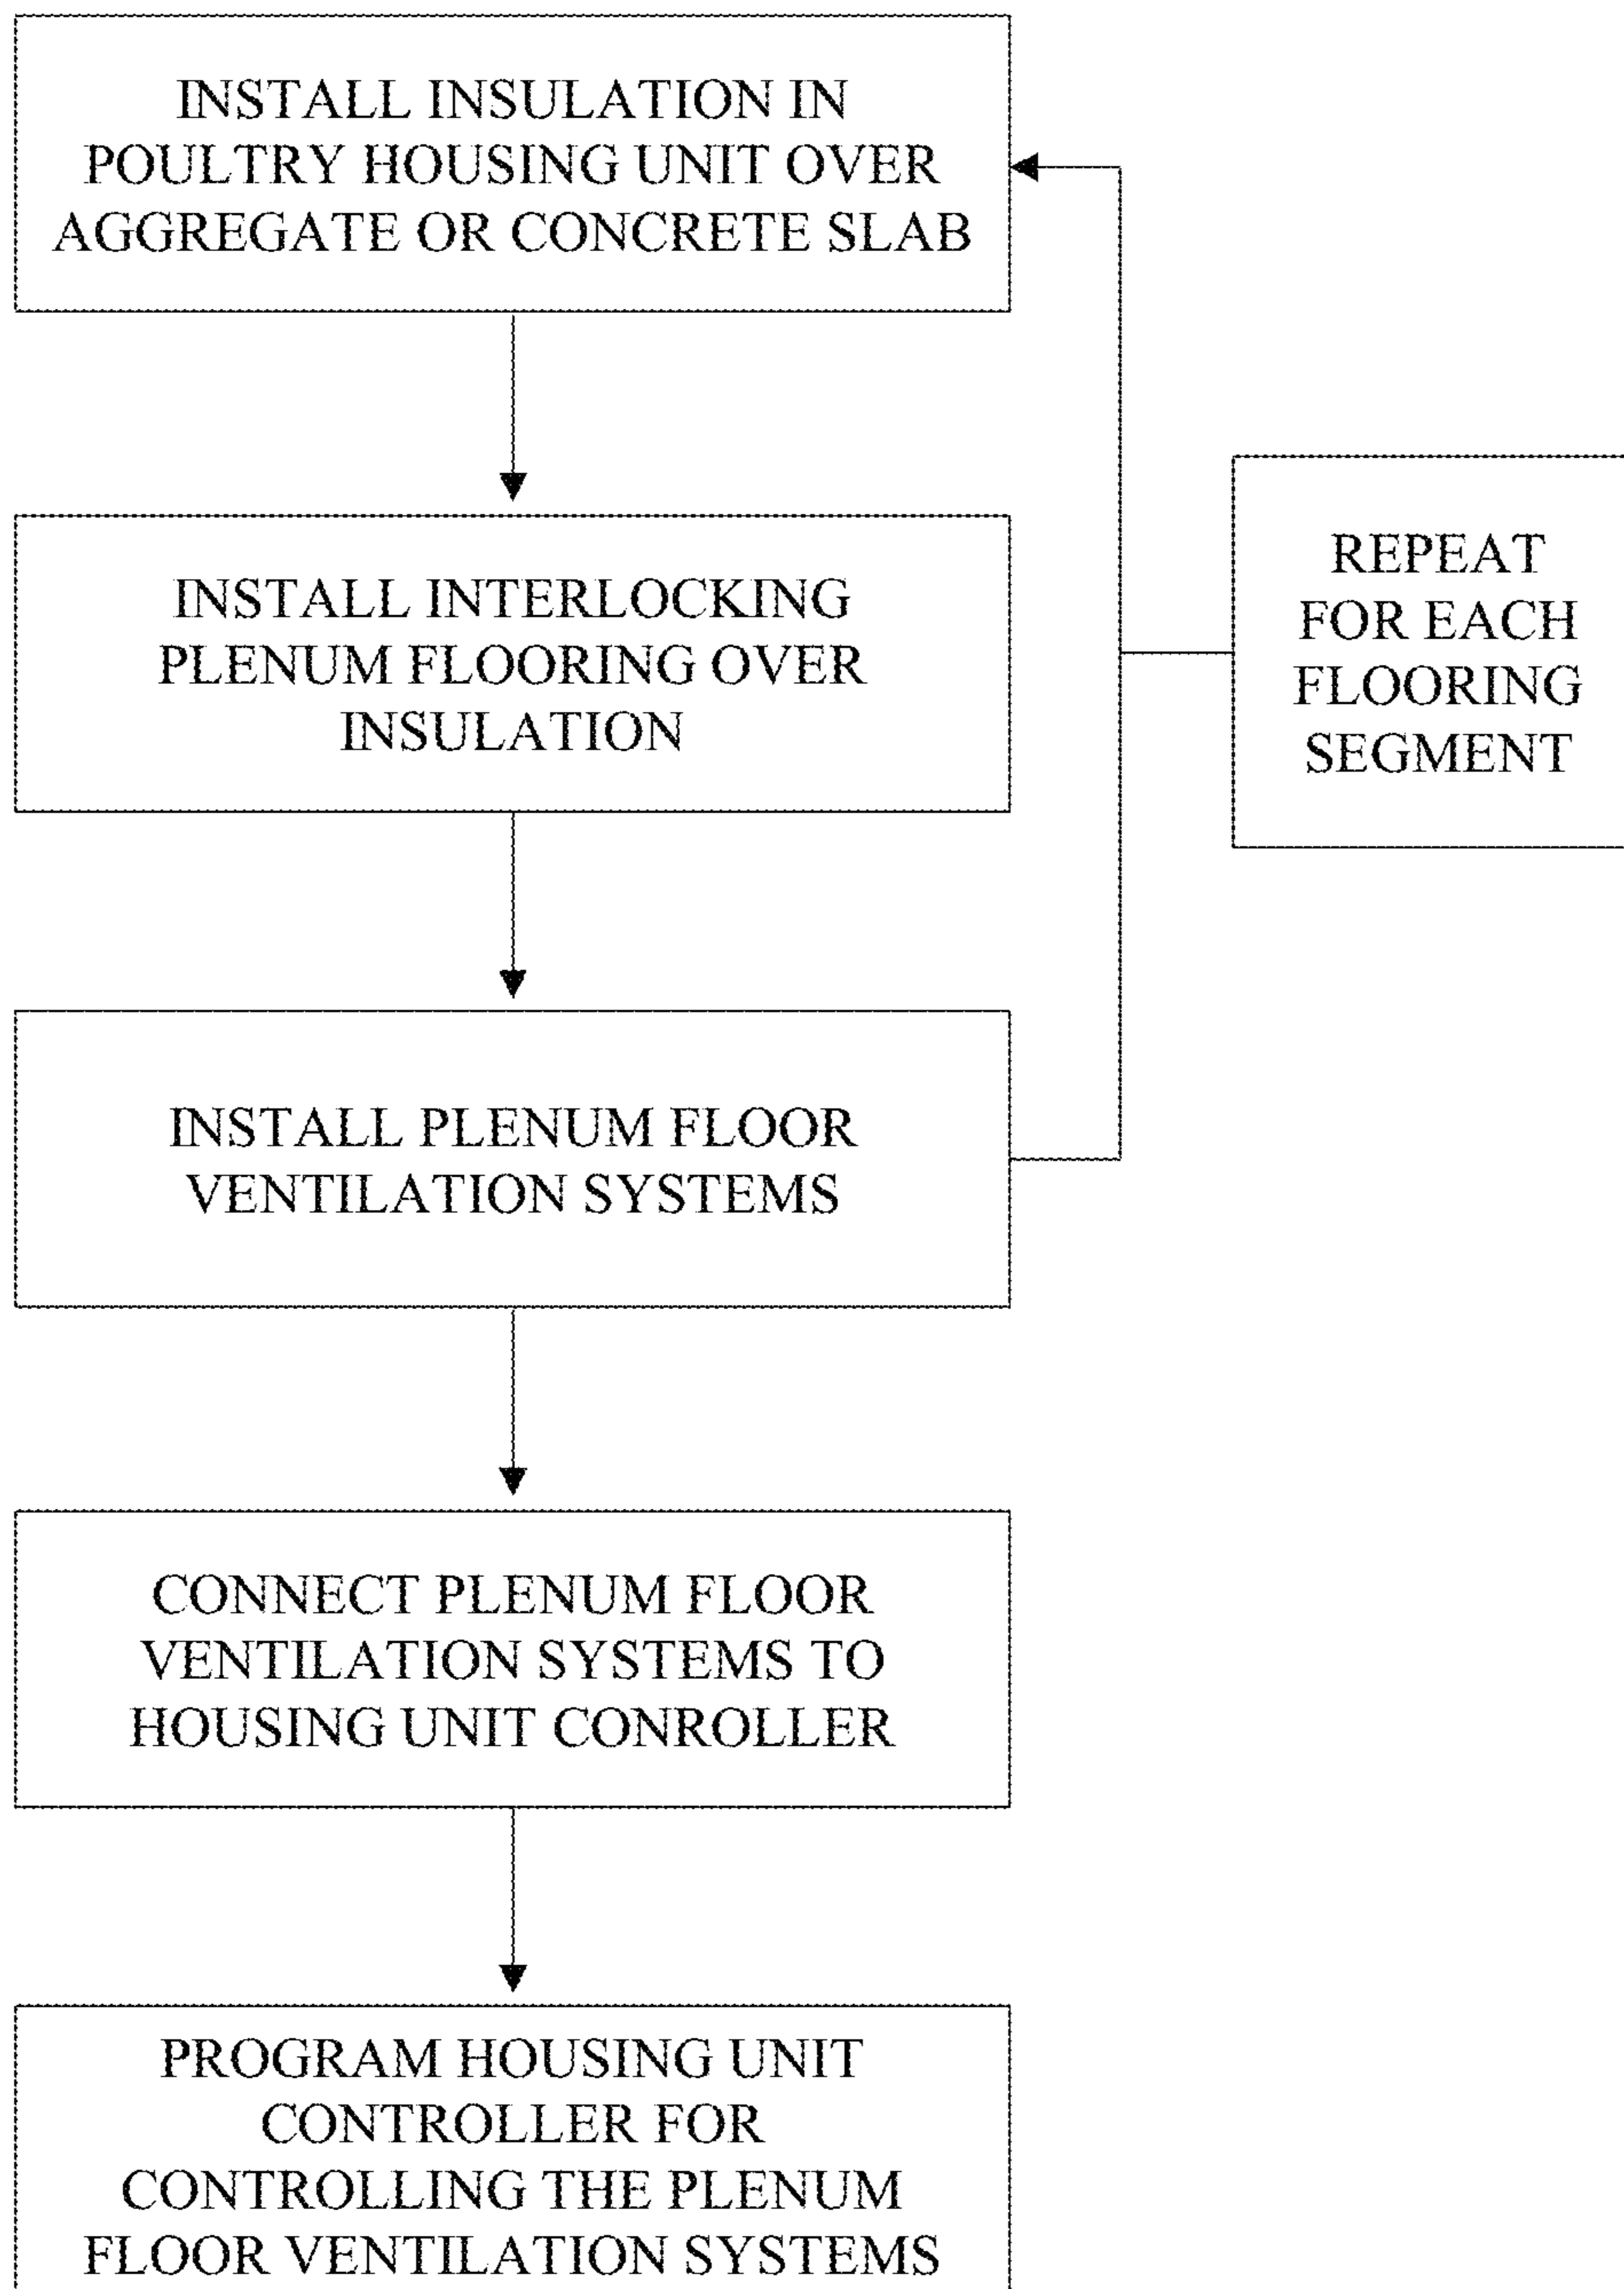 INSTALL INSULATION IN
POULTRY HOUSING UNIT OVER
AGGREGATE OR CONCRETE SLAB
INSTALL INTERLOCKING
PLENUM FLOORING OVER
INSULATION
REPEAT
FOR EACH
FLOORING
SEGMENT
INSTALL PLENUM FLOOR
VENTILATION SYSTEMS
CONNECT PLENUM FLOOR
VENTILATION SYSTEMS TO
HOUSING UNIT CONROLLER
PROGRAM HOUSING UNIT
CONTROLLER FOR
CONTROLLING THE PLENUM
FLOOR VENTILATION SYSTEMS